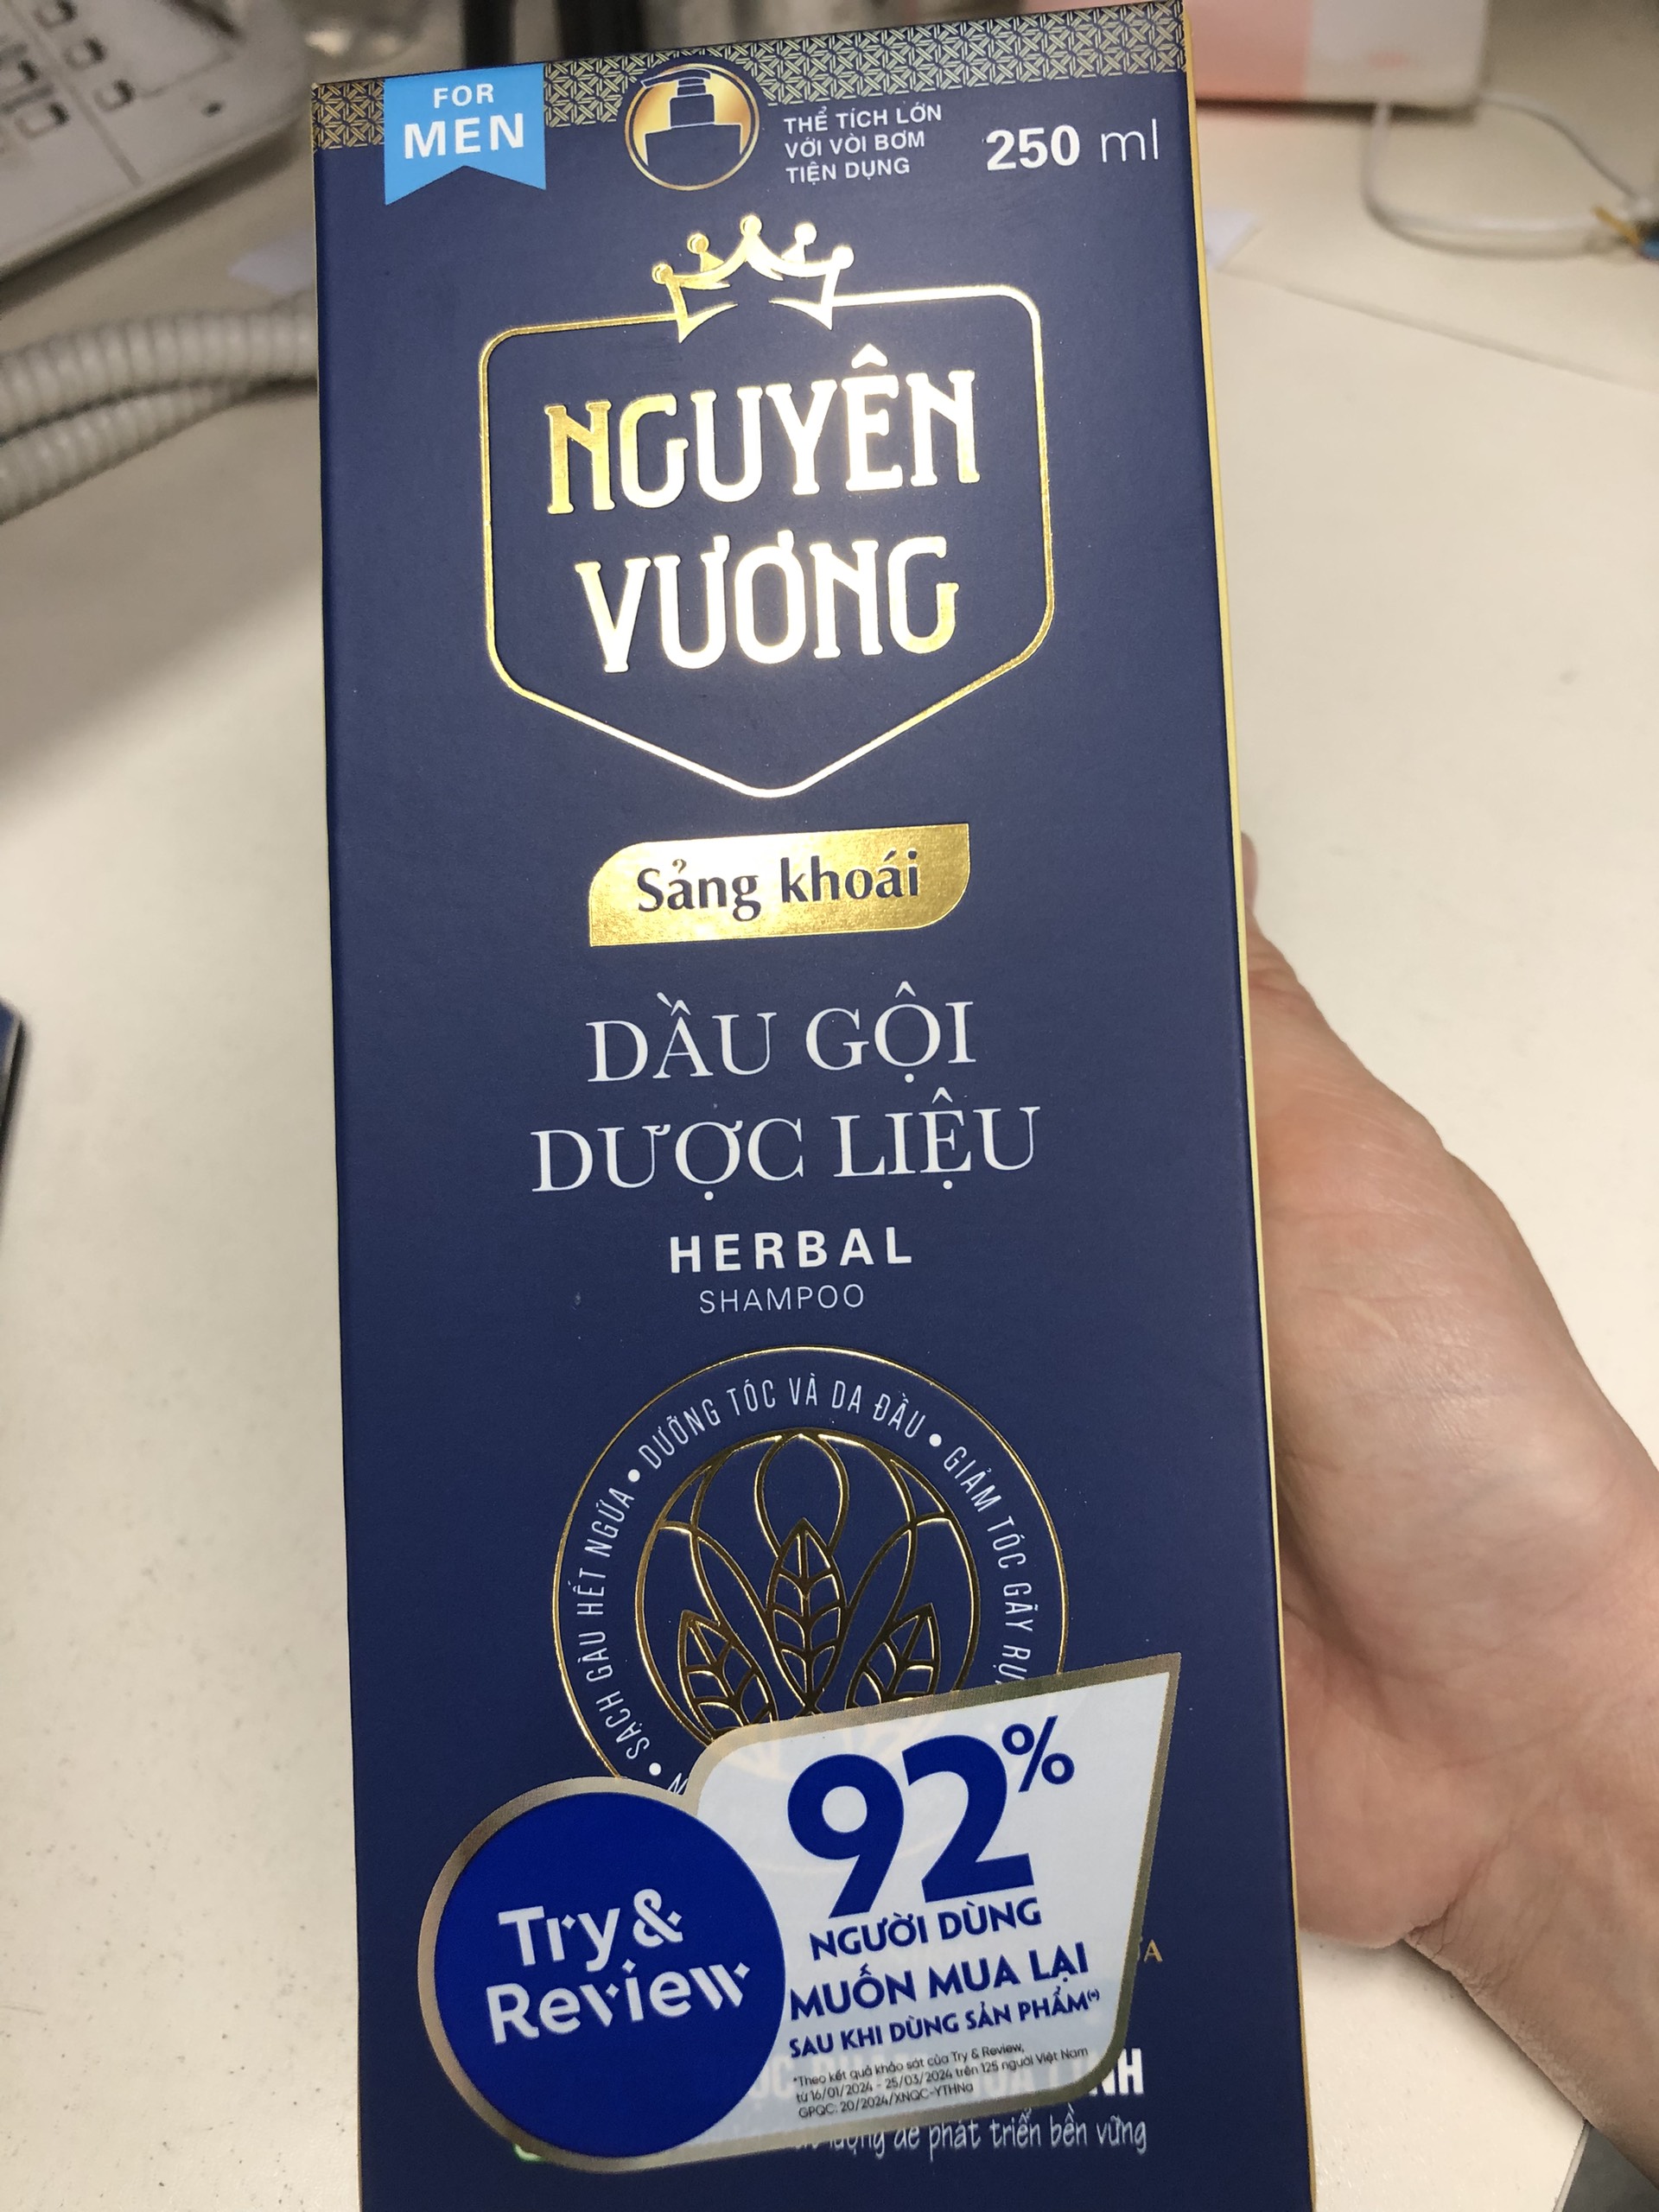 FOR
MEN
THỂ TÍCH LỚN
VỚI VÒI BƠM
TIỆN DỤNG
250 ml
NGUYÊN
VƯƠNG
Sảng khoái
DẦU GỘI
DƯỢC LIỆU
HERBAL
SHAMPOO
• SẠCH GÀU HẾT NGỨA • DƯỠNG TÓC VÀ DA ĐẦU • GIẢM TÓC GÃY
Try &
Review
92%
NGƯỜI DÙNG
MUỐN MUA LẠI
SAU KHI DÙNG SẢN PHẨM(*)
*Theo kết quả khảo sát của Try & Review,
từ 16/01/2024 - 25/03/2024 trên 125 người Việt Nam
GPQC: 20/2024/XNQC-YTHNa
để phát triển bền vững